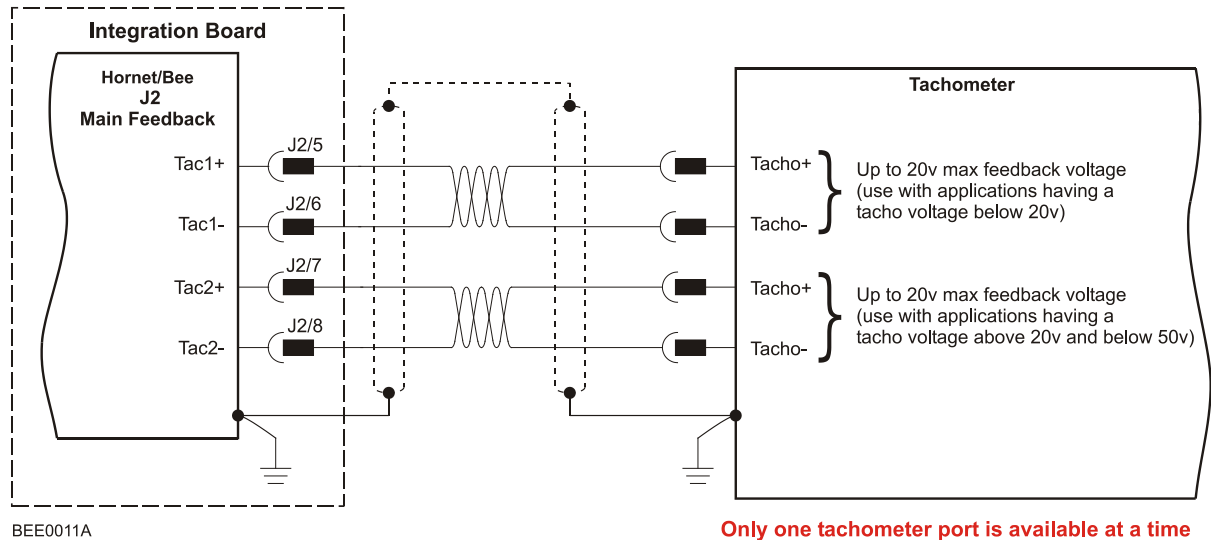 Integration Board
Hornet/Bee
J2
Main Feedback
Tac1+
J2/5
Tac1-
J2/6
Tac2+
J2/7
Tac2-
J2/8
Tachometer
Tacho+
Tacho-
Up to 20v max feedback voltage
(use with applications having a
tacho voltage below 20v)
Tacho+
Tacho-
Up to 20v max feedback voltage
(use with applications having a
tacho voltage above 20v and below 50v)
BEE0011A
Only one tachometer port is available at a time